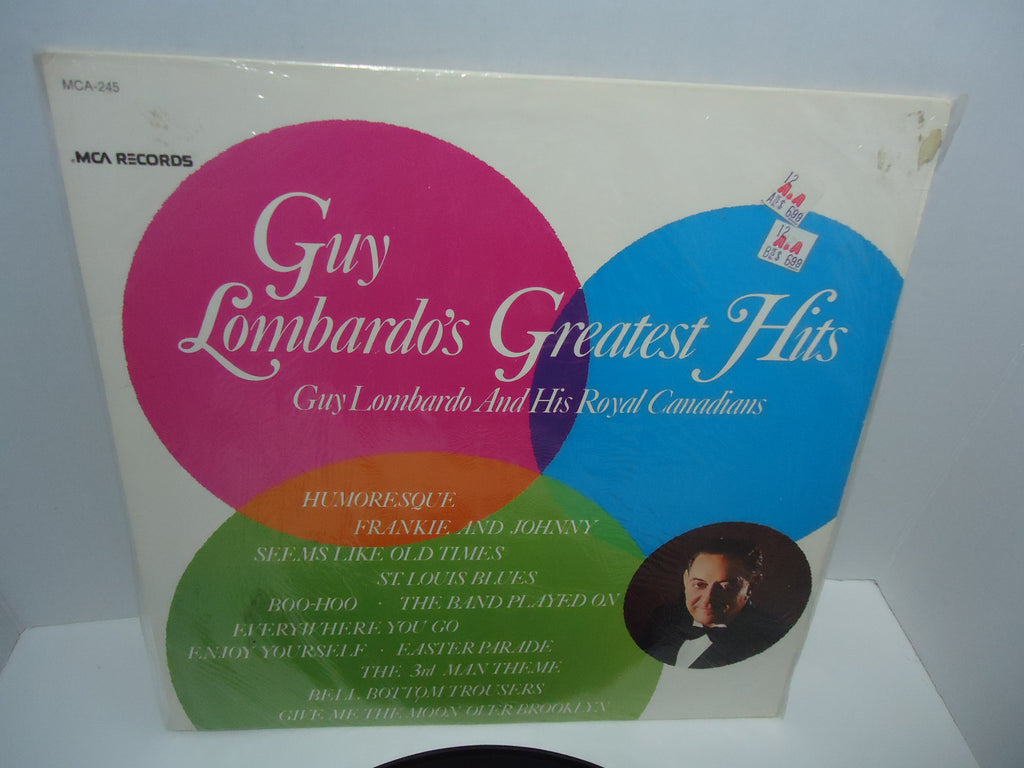 MCA-245
MCA RECORDS
12
A.A
A2$ 699
12
A.A
B2$ 699
Guy
Lombardo's Greatest Hits
Guy Lombardo And His Royal Canadians
HUMORESQUE
FRANKIE AND JOHNNY
SEEMS LIKE OLD TIMES
ST. LOUIS BLUES
BOO-HOO · THE BAND PLAYED ON
EVERYWHERE YOU GO
ENJOY YOURSELF · EASTER PARADE
THE 3rd MAN THEME
BELL BOTTOM TROUSERS
GIVE ME THE MOON OVER BROOKLYN